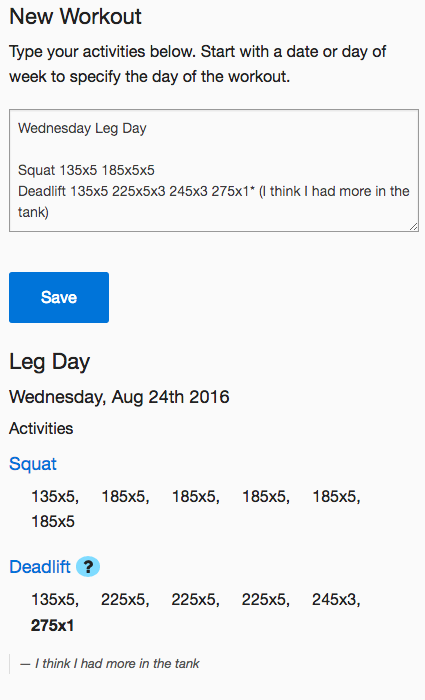 New Workout
Type your activities below. Start with a date or day of
week to specify the day of the workout.
Wednesday Leg Day
Squat 135x5 185x5x5
Deadlift 135x5 225x5x3 245x3 275x1* (I think I had more in the
tank)
Save
Leg Day
Wednesday, Aug 24th 2016
Activities
Squat
135x5, 185x5, 185x5, 185x5, 185x5,
185x5
Deadlift ?
135x5, 225x5, 225x5, 225x5, 245x3,
275x1
— I think I had more in the tank